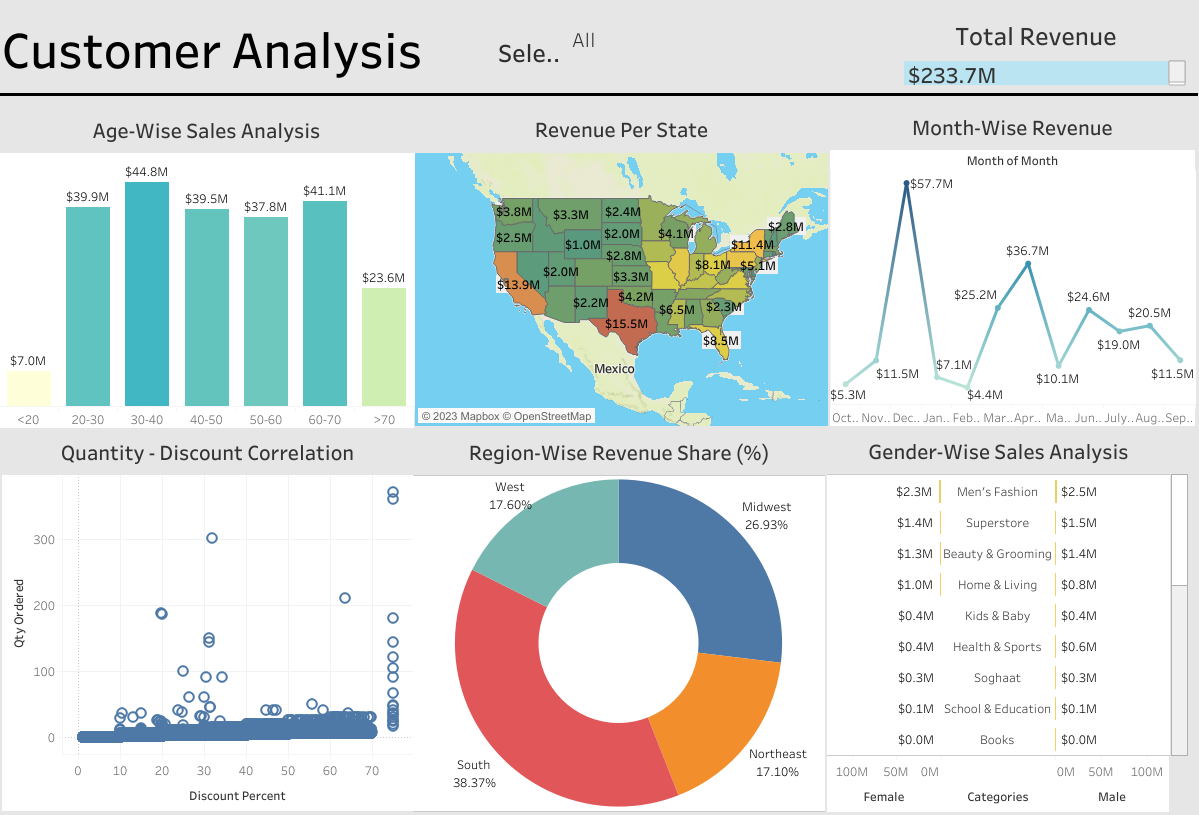 Customer Analysis
Sele..
All
Total Revenue
$233.7M
Age-Wise Sales Analysis
$7.0M
$39.9M
$44.8M
$39.5M
$37.8M
$41.1M
$23.6M
<20
20-30
30-40
40-50
50-60
60-70
>70
Revenue Per State
$3.8M
$3.3M
$2.4M
$2.8M
$2.5M
$1.0M
$2.0M
$4.1M
$11.4M
$2.8M
$8.1M
$5.1M
$13.9M
$2.0M
$3.3M
$2.2M
$4.2M
$6.5M
$2.3M
$15.5M
$8.5M
Mexico
© 2023 Mapbox © OpenStreetMap
Month-Wise Revenue
Month of Month
$57.7M
$36.7M
$25.2M
$24.6M
$20.5M
$19.0M
$11.5M
$7.1M
$11.5M
$10.1M
$5.3M
$4.4M
Oct.. Nov.. Dec.. Jan.. Feb.. Mar.. Apr.. Ma.. Jun.. July.. Aug.. Sep..
Quantity - Discount Correlation
Qty Ordered
300
200
100
0
0 10 20 30 40 50 60 70
Discount Percent
Region-Wise Revenue Share (%)
West
17.60%
Midwest
26.93%
South
38.37%
Northeast
17.10%
Gender-Wise Sales Analysis
$2.3M Men's Fashion $2.5M
$1.4M Superstore $1.5M
$1.3M Beauty & Grooming $1.4M
$1.0M Home & Living $0.8M
$0.4M Kids & Baby $0.4M
$0.4M Health & Sports $0.6M
$0.3M Soghaat $0.3M
$0.1M School & Education $0.1M
$0.0M Books $0.0M
100M 50M 0M 0M 50M 100M
Female Categories Male